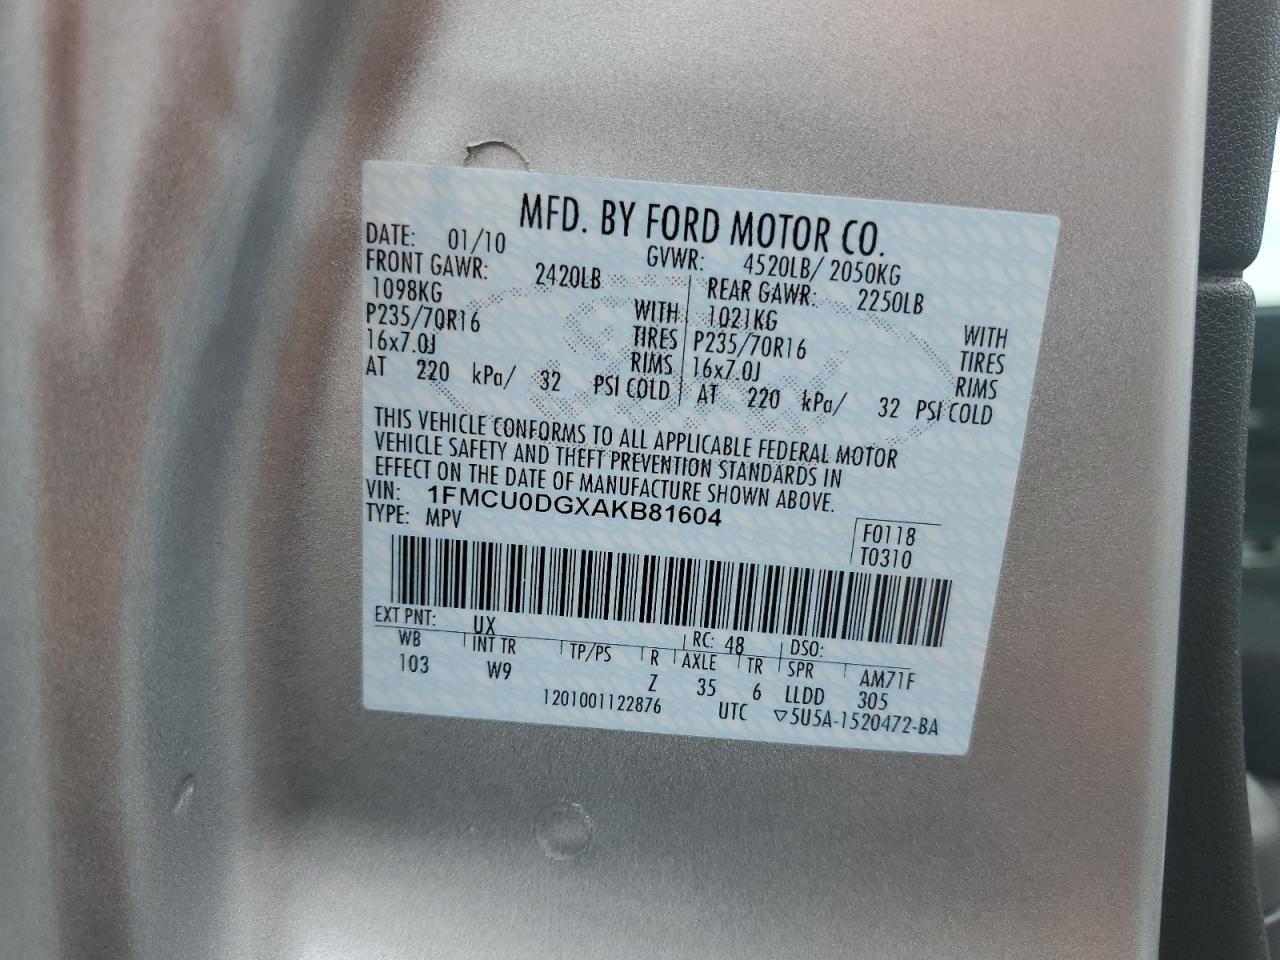 MFD. BY FORD MOTOR CO.
DATE: 01/10 GVWR: 4520LB/ 2050KG
FRONT GAWR: 2420LB REAR GAWR: 2250LB
1098KG WITH 1021KG WITH
P235/70R16 TIRES P235/70R16 TIRES
16x7.0J RIMS 16x7.0J RIMS
AT 220 kPa/ 32 PSI COLD AT 220 kPa/ 32 PSI COLD
THIS VEHICLE CONFORMS TO ALL APPLICABLE FEDERAL MOTOR
VEHICLE SAFETY AND THEFT PREVENTION STANDARDS IN
EFFECT ON THE DATE OF MANUFACTURE SHOWN ABOVE.
VIN: 1FMCU0DGXAKB81604
TYPE: MPV
F0118
T0310
EXT PNT: UX RC: 48 DSO:
WB INT TR TP/PS R AXLE TR SPR AM71F
103 W9 Z 35 6 LLDD 305
1201001122876 UTC ▽5U5A-1520472-BA